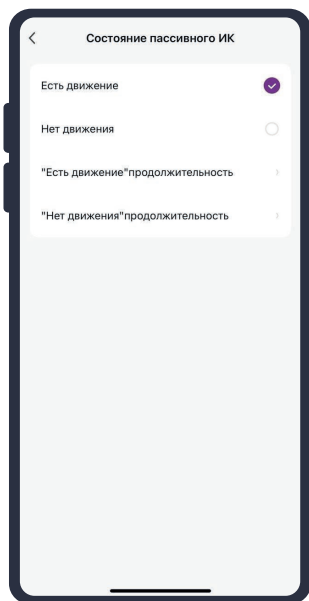 Состояние пассивного ИК
Есть движение
Нет движения
"Есть движение"продолжительность
"Нет движения"продолжительность